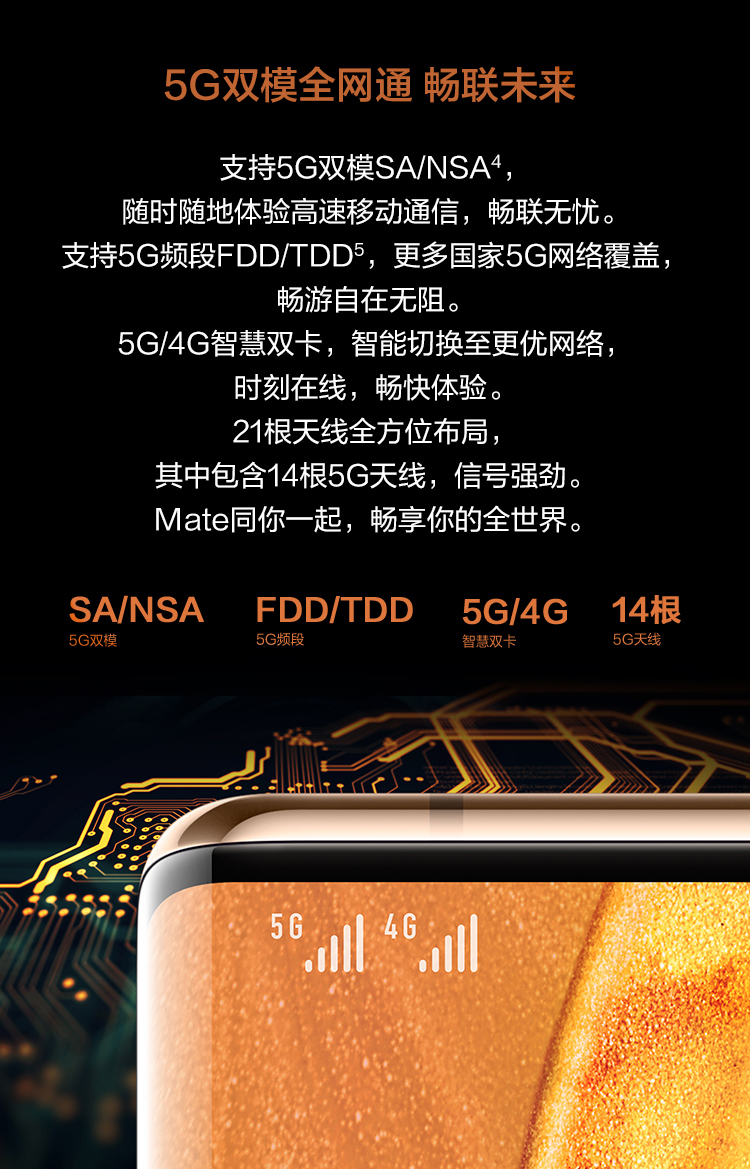 5G双模全网通 畅联未来
支持5G双模SA/NSA⁴，
随时随地体验高速移动通信，畅联无忧。
支持5G频段FDD/TDD⁵，更多国家5G网络覆盖，
畅游自在无阻。
5G/4G智慧双卡，智能切换至更优网络，
时刻在线，畅快体验。
21根天线全方位布局，
其中包含14根5G天线，信号强劲。
Mate同你一起，畅享你的全世界。
SA/NSA FDD/TDD 5G/4G 14根
5G双模 5G频段 智慧双卡 5G天线
5G 4G